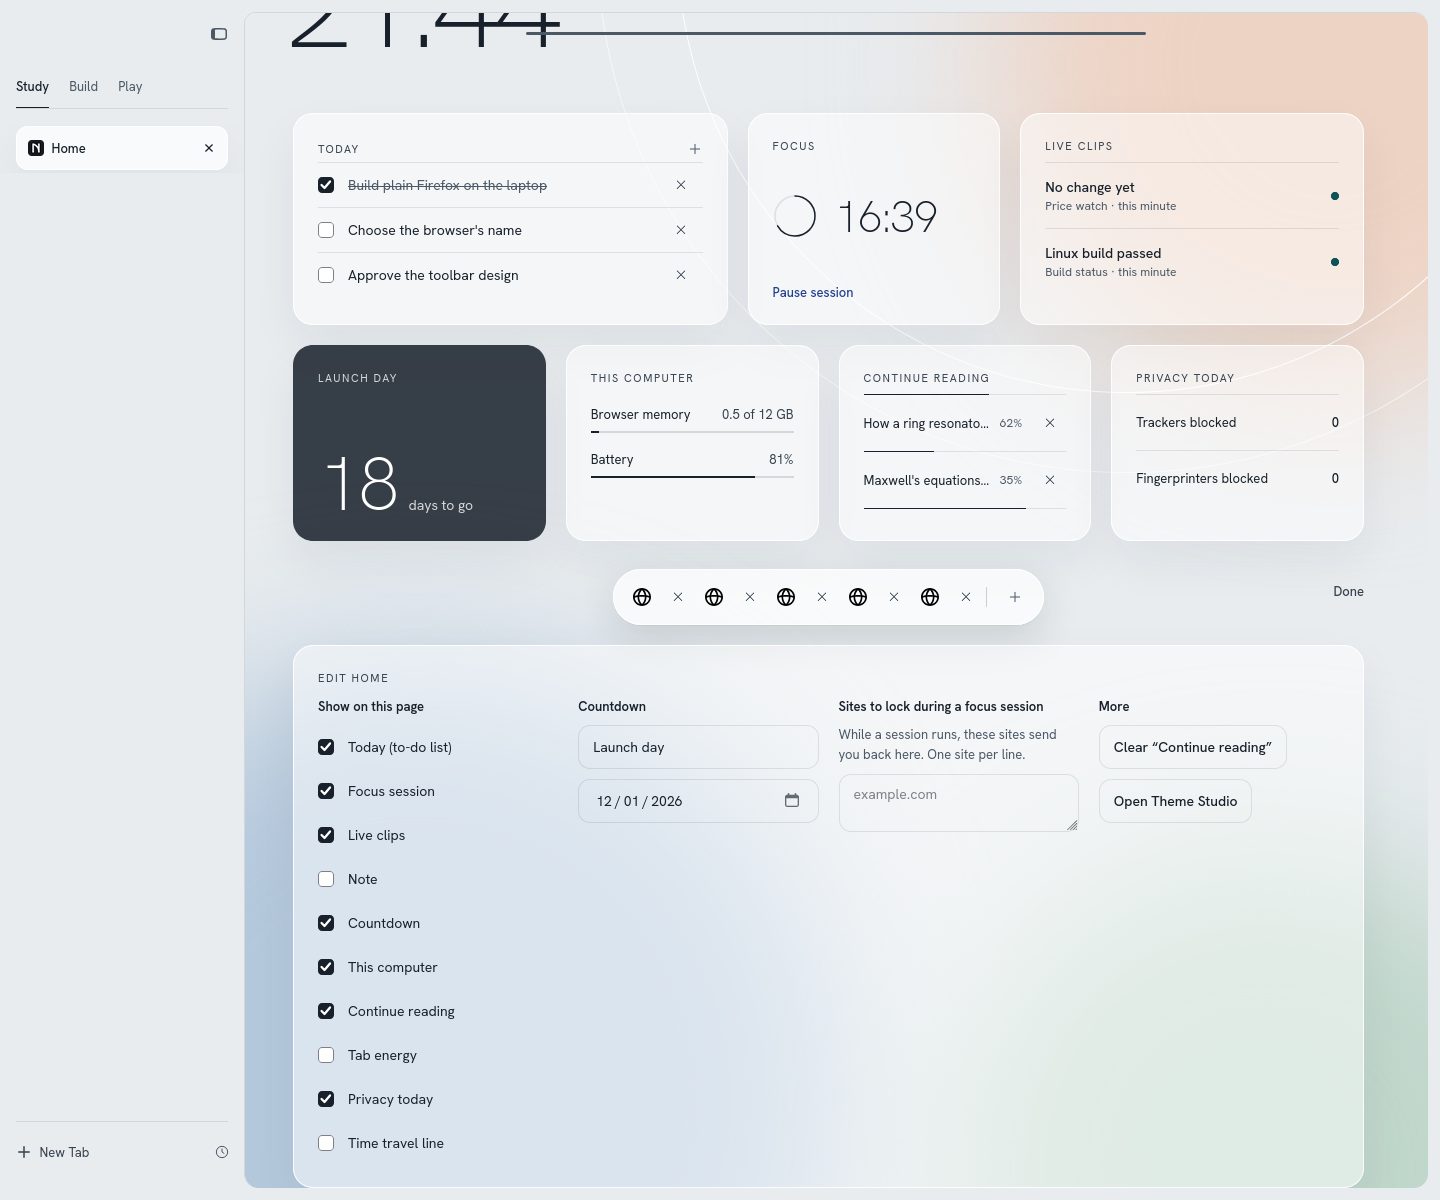 21:44
Study Build Play
Home
TODAY
Build plain Firefox on the laptop
Choose the browser's name
Approve the toolbar design
FOCUS
16:39
Pause session
LIVE CLIPS
No change yet
Price watch · this minute
Linux build passed
Build status · this minute
LAUNCH DAY
18 days to go
THIS COMPUTER
Browser memory 0.5 of 12 GB
Battery 81%
CONTINUE READING
How a ring resonato... 62%
Maxwell's equations... 35%
PRIVACY TODAY
Trackers blocked 0
Fingerprinters blocked 0
Done
EDIT HOME
Show on this page
Today (to-do list)
Focus session
Live clips
Note
Countdown
This computer
Continue reading
Tab energy
Privacy today
Time travel line
Countdown
Launch day
12 / 01 / 2026
Sites to lock during a focus session
While a session runs, these sites send
you back here. One site per line.
example.com
More
Clear “Continue reading”
Open Theme Studio
New Tab